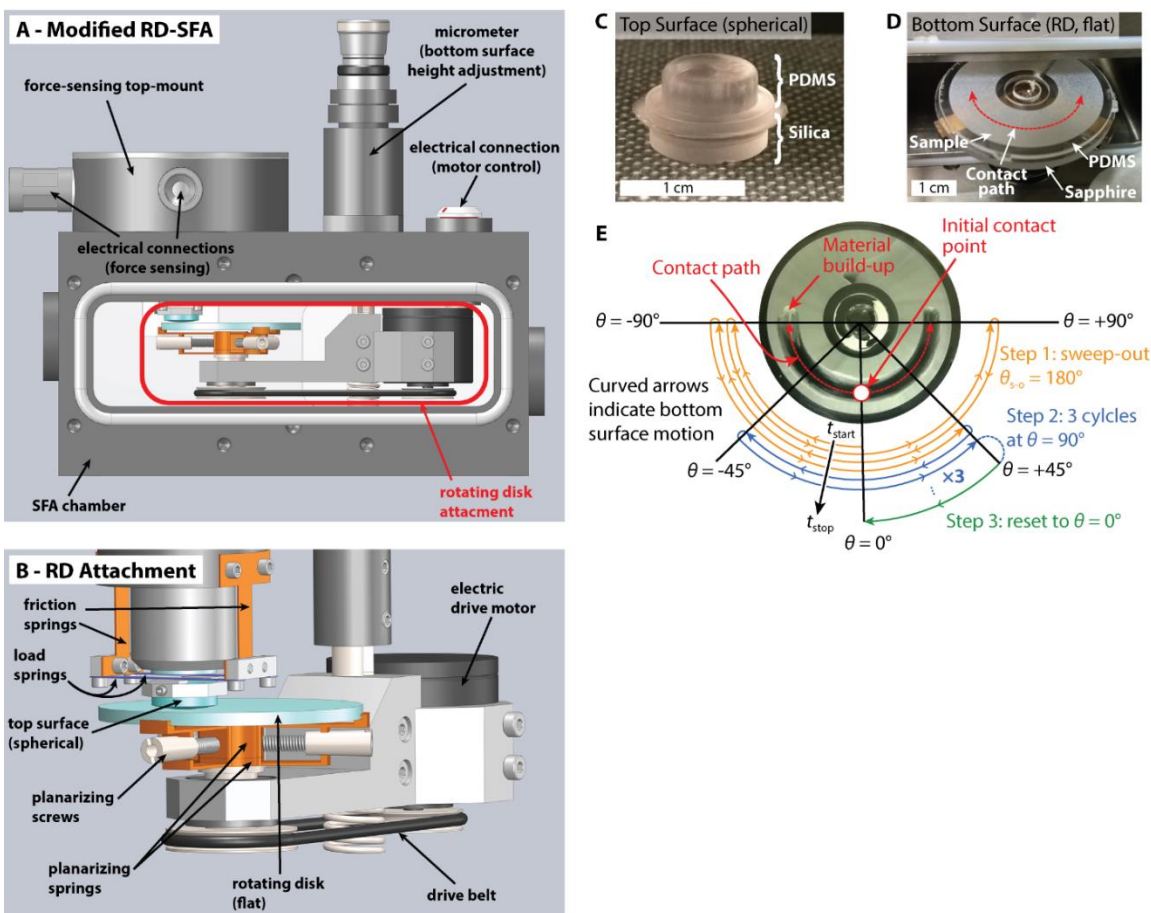 A - Modified RD-SFA
force-sensing top-mount
micrometer
(bottom surface
height adjustment)
electrical connection
(motor control)
electrical connections
(force sensing)
SFA chamber
rotating disk
attacment
B - RD Attachment
friction
springs
load
springs
top surface
(spherical)
planarizing
screws
planarizing
springs
rotating disk
(flat)
electric
drive motor
drive belt
C
Top Surface (spherical)
PDMS
Silica
1 cm
D
Bottom Surface (RD, flat)
Sample
Contact
path
PDMS
Sapphire
1 cm
E
Initial contact
point
Material
build-up
Contact path
θ = -90°
θ = +90°
Step 1: sweep-out
θs-o = 180°
Curved arrows
indicate bottom
surface motion
Step 2: 3 cylcles
at θ = 90°
tstart
θ = -45°
θ = +45°
×3
tstop
Step 3: reset to θ = 0°
θ = 0°